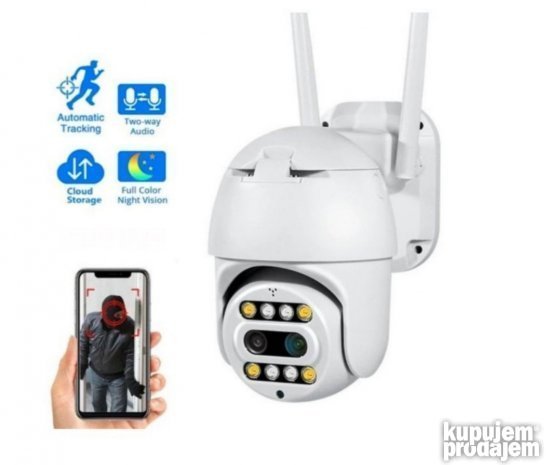 Automatic
Tracking
Two-way
Audio
Cloud
Storage
Full Color
Night Vision
kupujem
prodajem